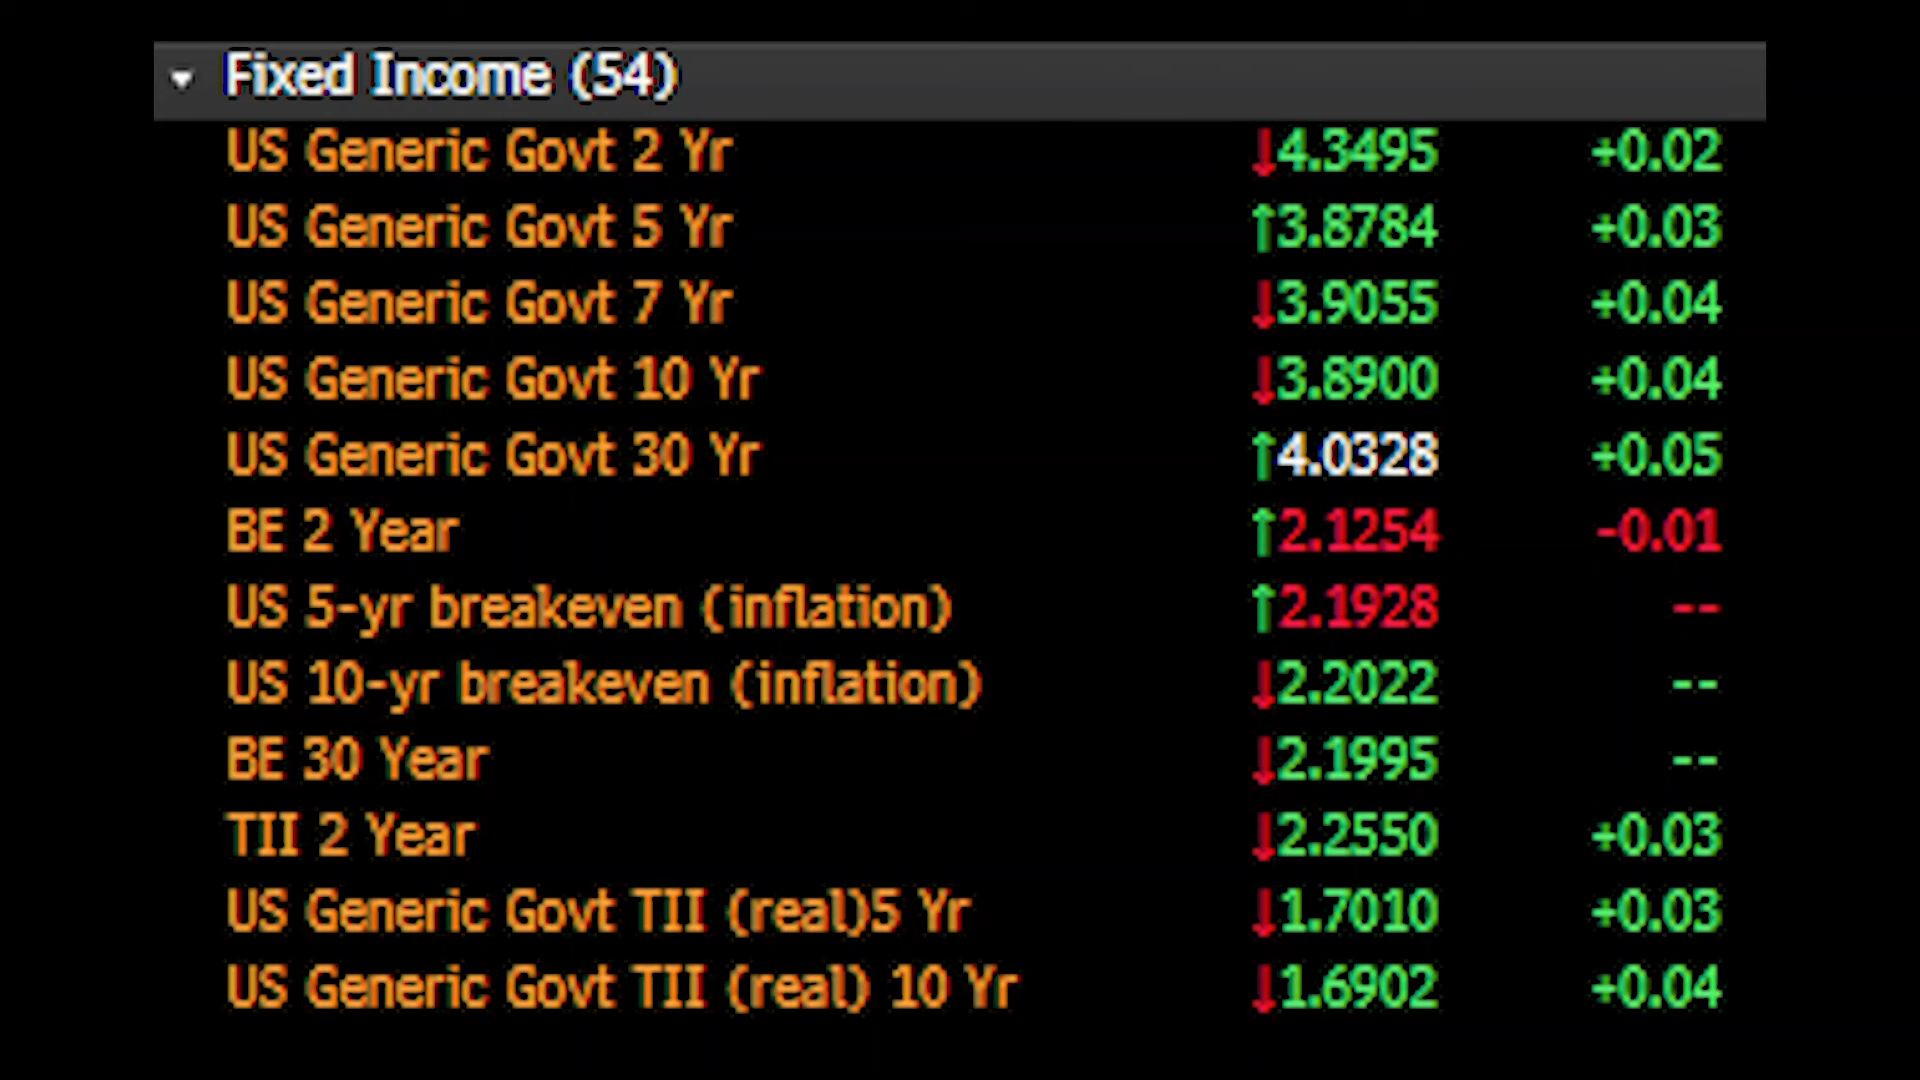 Fixed Income (54)
US Generic Govt 2 Yr ↓4.3495 +0.02
US Generic Govt 5 Yr ↑3.8784 +0.03
US Generic Govt 7 Yr ↓3.9055 +0.04
US Generic Govt 10 Yr ↓3.8900 +0.04
US Generic Govt 30 Yr ↑4.0328 +0.05
BE 2 Year ↑2.1254 -0.01
US 5-yr breakeven (inflation) ↑2.1928 --
US 10-yr breakeven (inflation) ↓2.2022 --
BE 30 Year ↓2.1995 --
TII 2 Year ↓2.2550 +0.03
US Generic Govt TII (real)5 Yr ↓1.7010 +0.03
US Generic Govt TII (real) 10 Yr ↓1.6902 +0.04